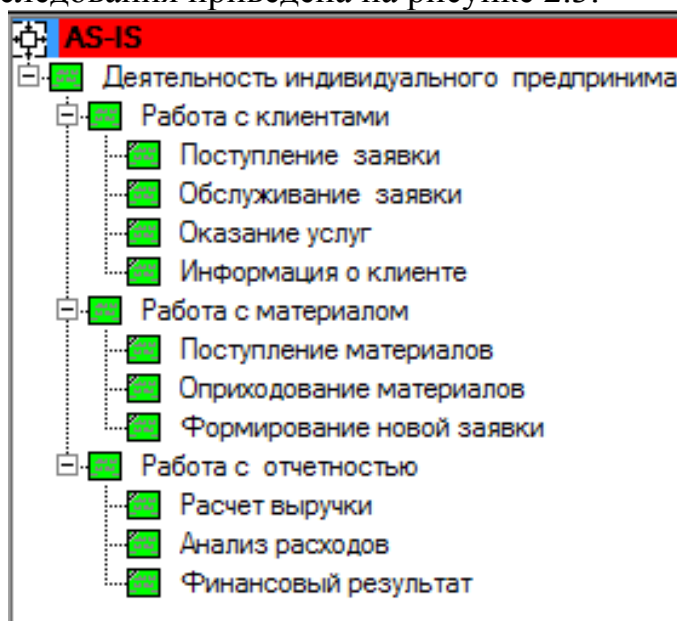 следования приведена на рисунке 2.3.
AS-IS
Деятельность индивидуального предпринима
Работа с клиентами
Поступление заявки
Обслуживание заявки
Оказание услуг
Информация о клиенте
Работа с материалом
Поступление материалов
Оприходование материалов
Формирование новой заявки
Работа с отчетностью
Расчет выручки
Анализ расходов
Финансовый результат